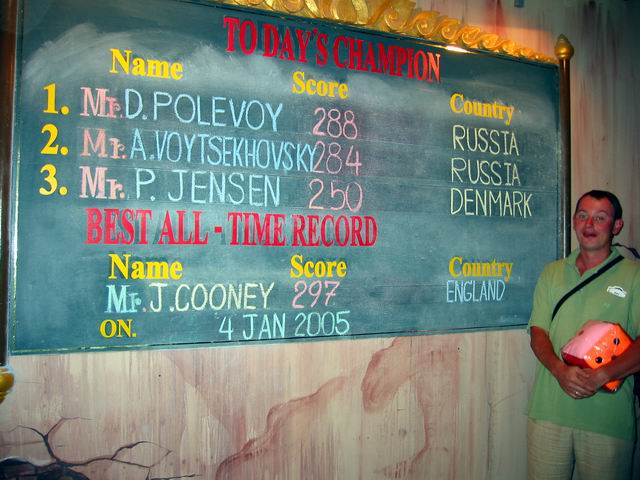 TO DAY'S CHAMPION
Name Score Country
1. Mr. D. POLEVOY 288 RUSSIA
2. Mr. A. VOYTSEKHOVSKY 284 RUSSIA
3. Mr. P. JENSEN 250 DENMARK
BEST ALL - TIME RECORD
Name Score Country
Mr. J. COONEY 297 ENGLAND
ON. 4 JAN 2005